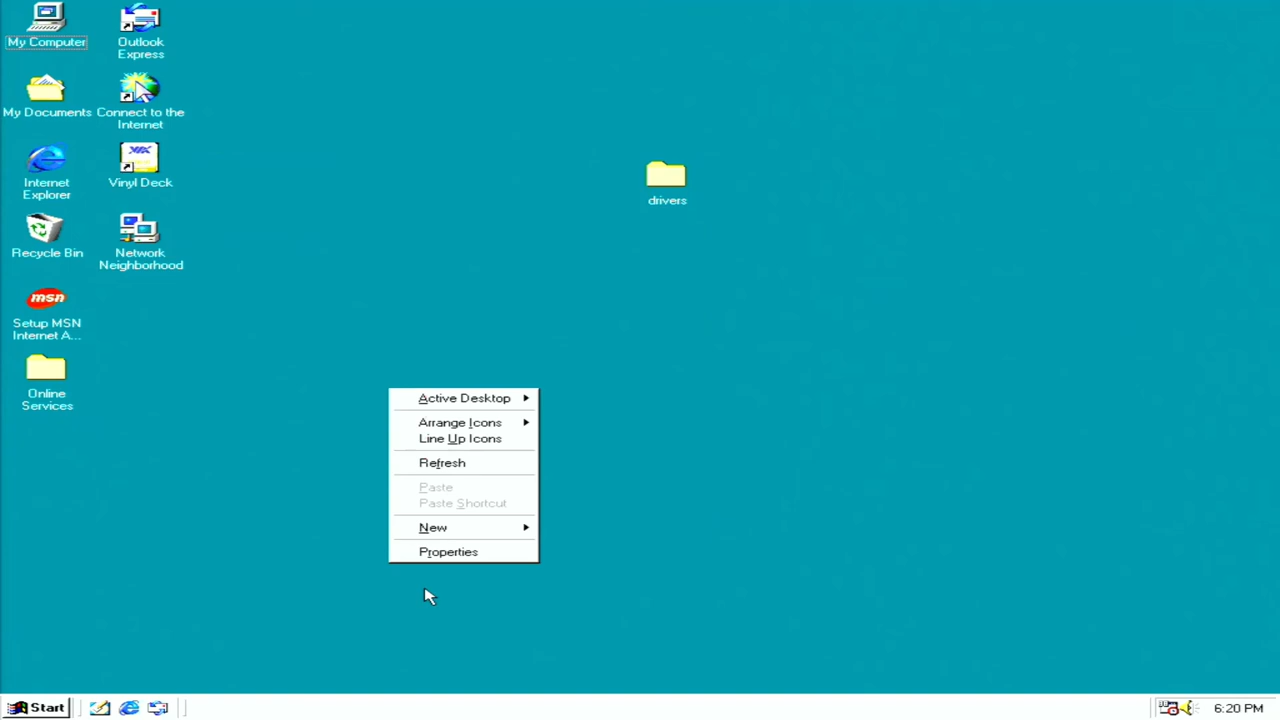 My Computer
Outlook
Express
My Documents
Connect to the
Internet
Internet
Explorer
VIA
Vinyl Deck
drivers
Recycle Bin
Network
Neighborhood
msn
Setup MSN
Internet A...
Online
Services
Active Desktop
Arrange Icons
Line Up Icons
Refresh
Paste
Paste Shortcut
New
Properties
Start
6:20 PM